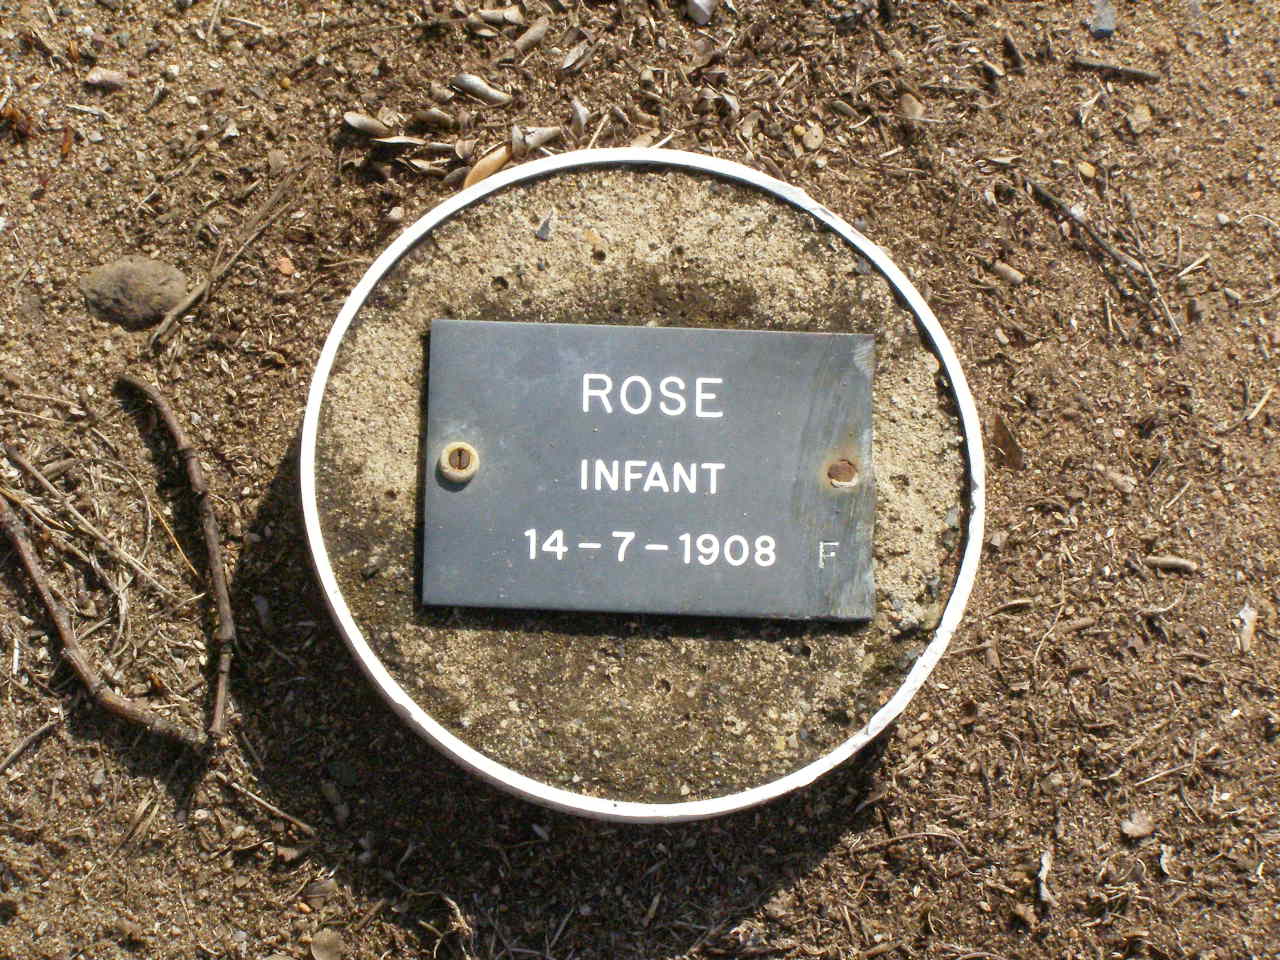 ROSE
INFANT
14-7-1908 F